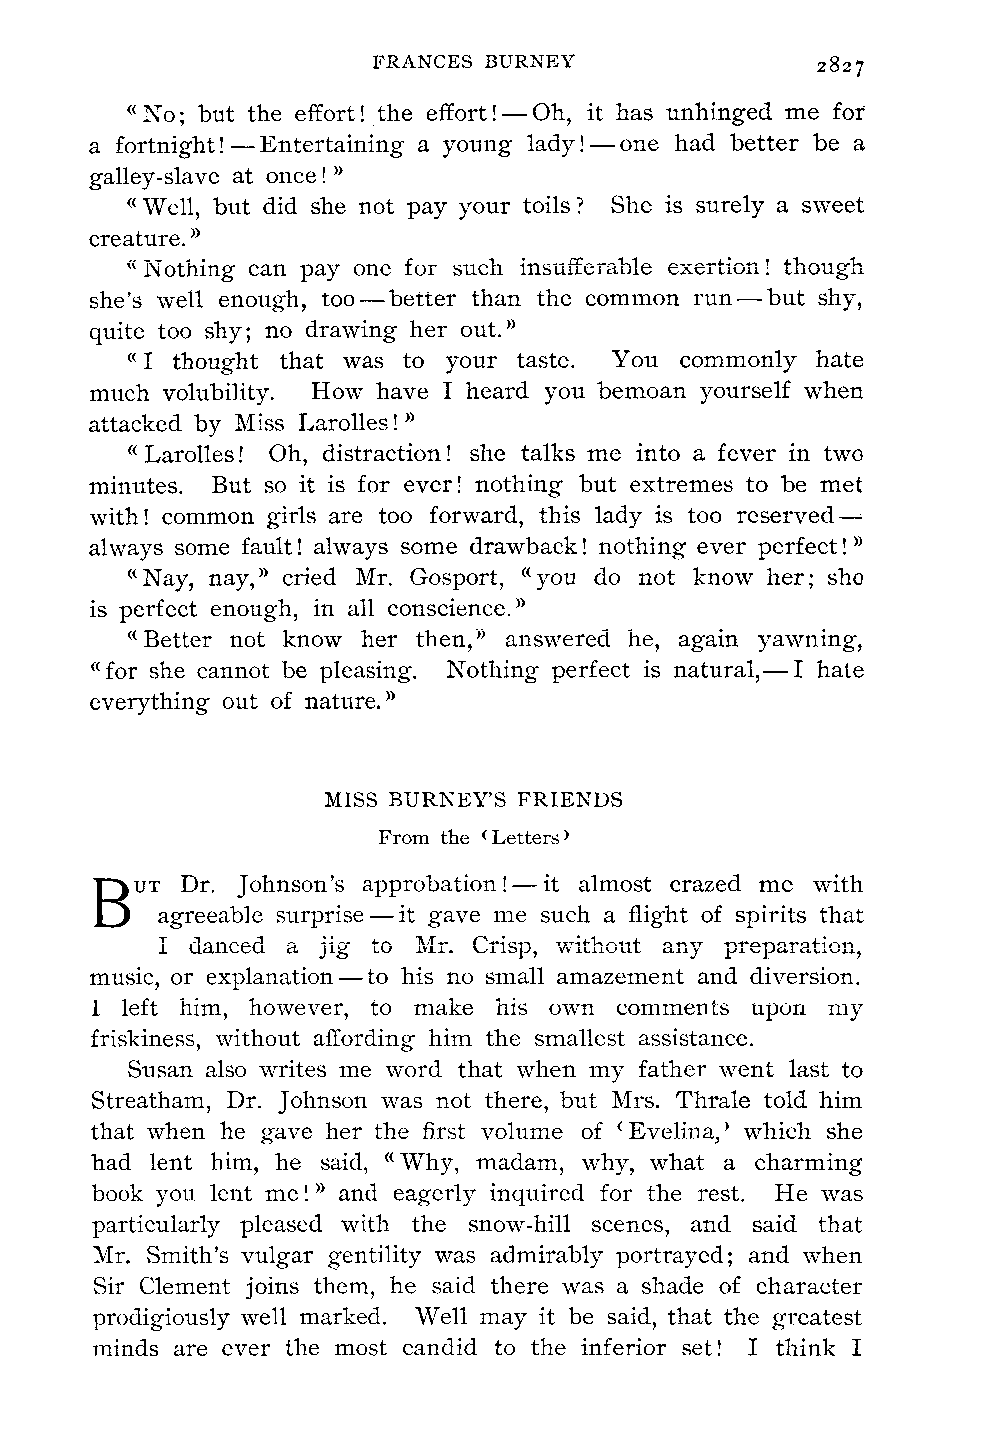 FRANCES BURNEY 2827
« No; but the effort! the effort! — Oh, it has unhinged me for
a fortnight! — Entertaining a young lady! — one had better be a
galley-slave at once! »
« Well, but did she not pay your toils? She is surely a sweet
creature. »
« Nothing can pay one for such insufferable exertion! though
she's well enough, too — better than the common run — but shy,
quite too shy; no drawing her out. »
« I thought that was to your taste. You commonly hate
much volubility. How have I heard you bemoan yourself when
attacked by Miss Larolles! »
« Larolles! Oh, distraction! she talks me into a fever in two
minutes. But so it is for ever! nothing but extremes to be met
with! common girls are too forward, this lady is too reserved —
always some fault! always some drawback! nothing ever perfect! »
« Nay, nay, » cried Mr. Gosport, « you do not know her; she
is perfect enough, in all conscience. »
« Better not know her then, » answered he, again yawning,
« for she cannot be pleasing. Nothing perfect is natural, — I hate
everything out of nature. »
MISS BURNEY'S FRIENDS
From the ‹ Letters ›
BUT Dr. Johnson's approbation! — it almost crazed me with
agreeable surprise — it gave me such a flight of spirits that
I danced a jig to Mr. Crisp, without any preparation,
music, or explanation — to his no small amazement and diversion.
I left him, however, to make his own comments upon my
friskiness, without affording him the smallest assistance.
Susan also writes me word that when my father went last to
Streatham, Dr. Johnson was not there, but Mrs. Thrale told him
that when he gave her the first volume of ‹ Evelina, › which she
had lent him, he said, « Why, madam, why, what a charming
book you lent me! » and eagerly inquired for the rest. He was
particularly pleased with the snow-hill scenes, and said that
Mr. Smith's vulgar gentility was admirably portrayed; and when
Sir Clement joins them, he said there was a shade of character
prodigiously well marked. Well may it be said, that the greatest
minds are ever the most candid to the inferior set! I think I